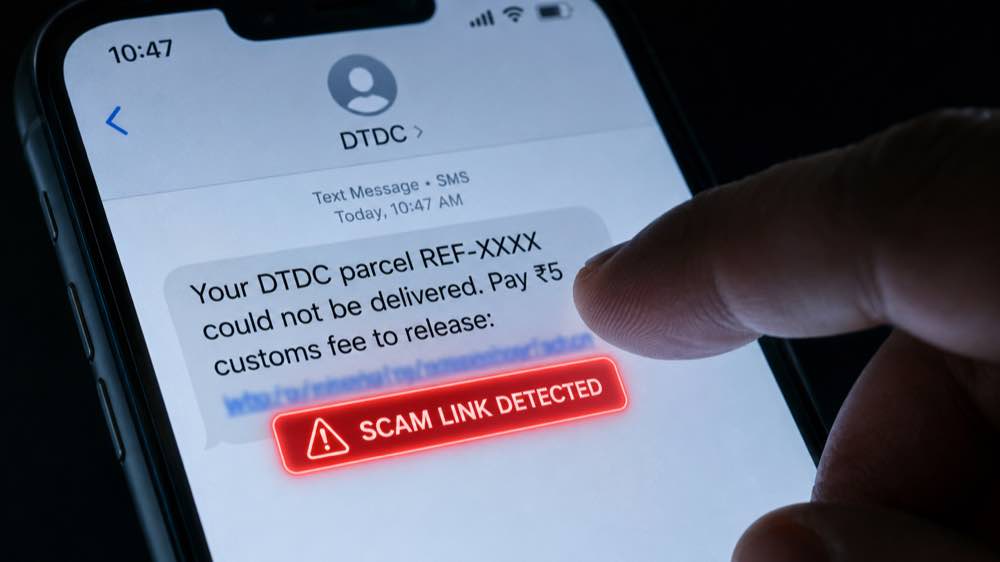 10:47
DTDC
Text Message • SMS
Today, 10:47 AM
Your DTDC parcel REF-XXXX
could not be delivered. Pay ₹5
customs fee to release:
SCAM LINK DETECTED